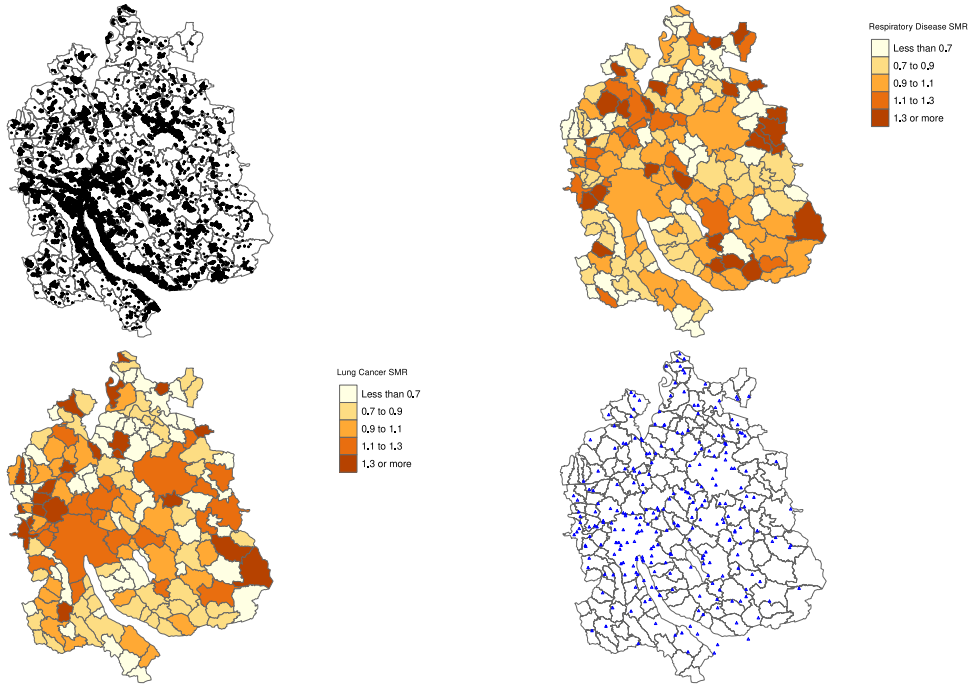 Respiratory Disease SMR
Less than 0.7
0.7 to 0.9
0.9 to 1.1
1.1 to 1.3
1.3 or more
Lung Cancer SMR
Less than 0.7
0.7 to 0.9
0.9 to 1.1
1.1 to 1.3
1.3 or more